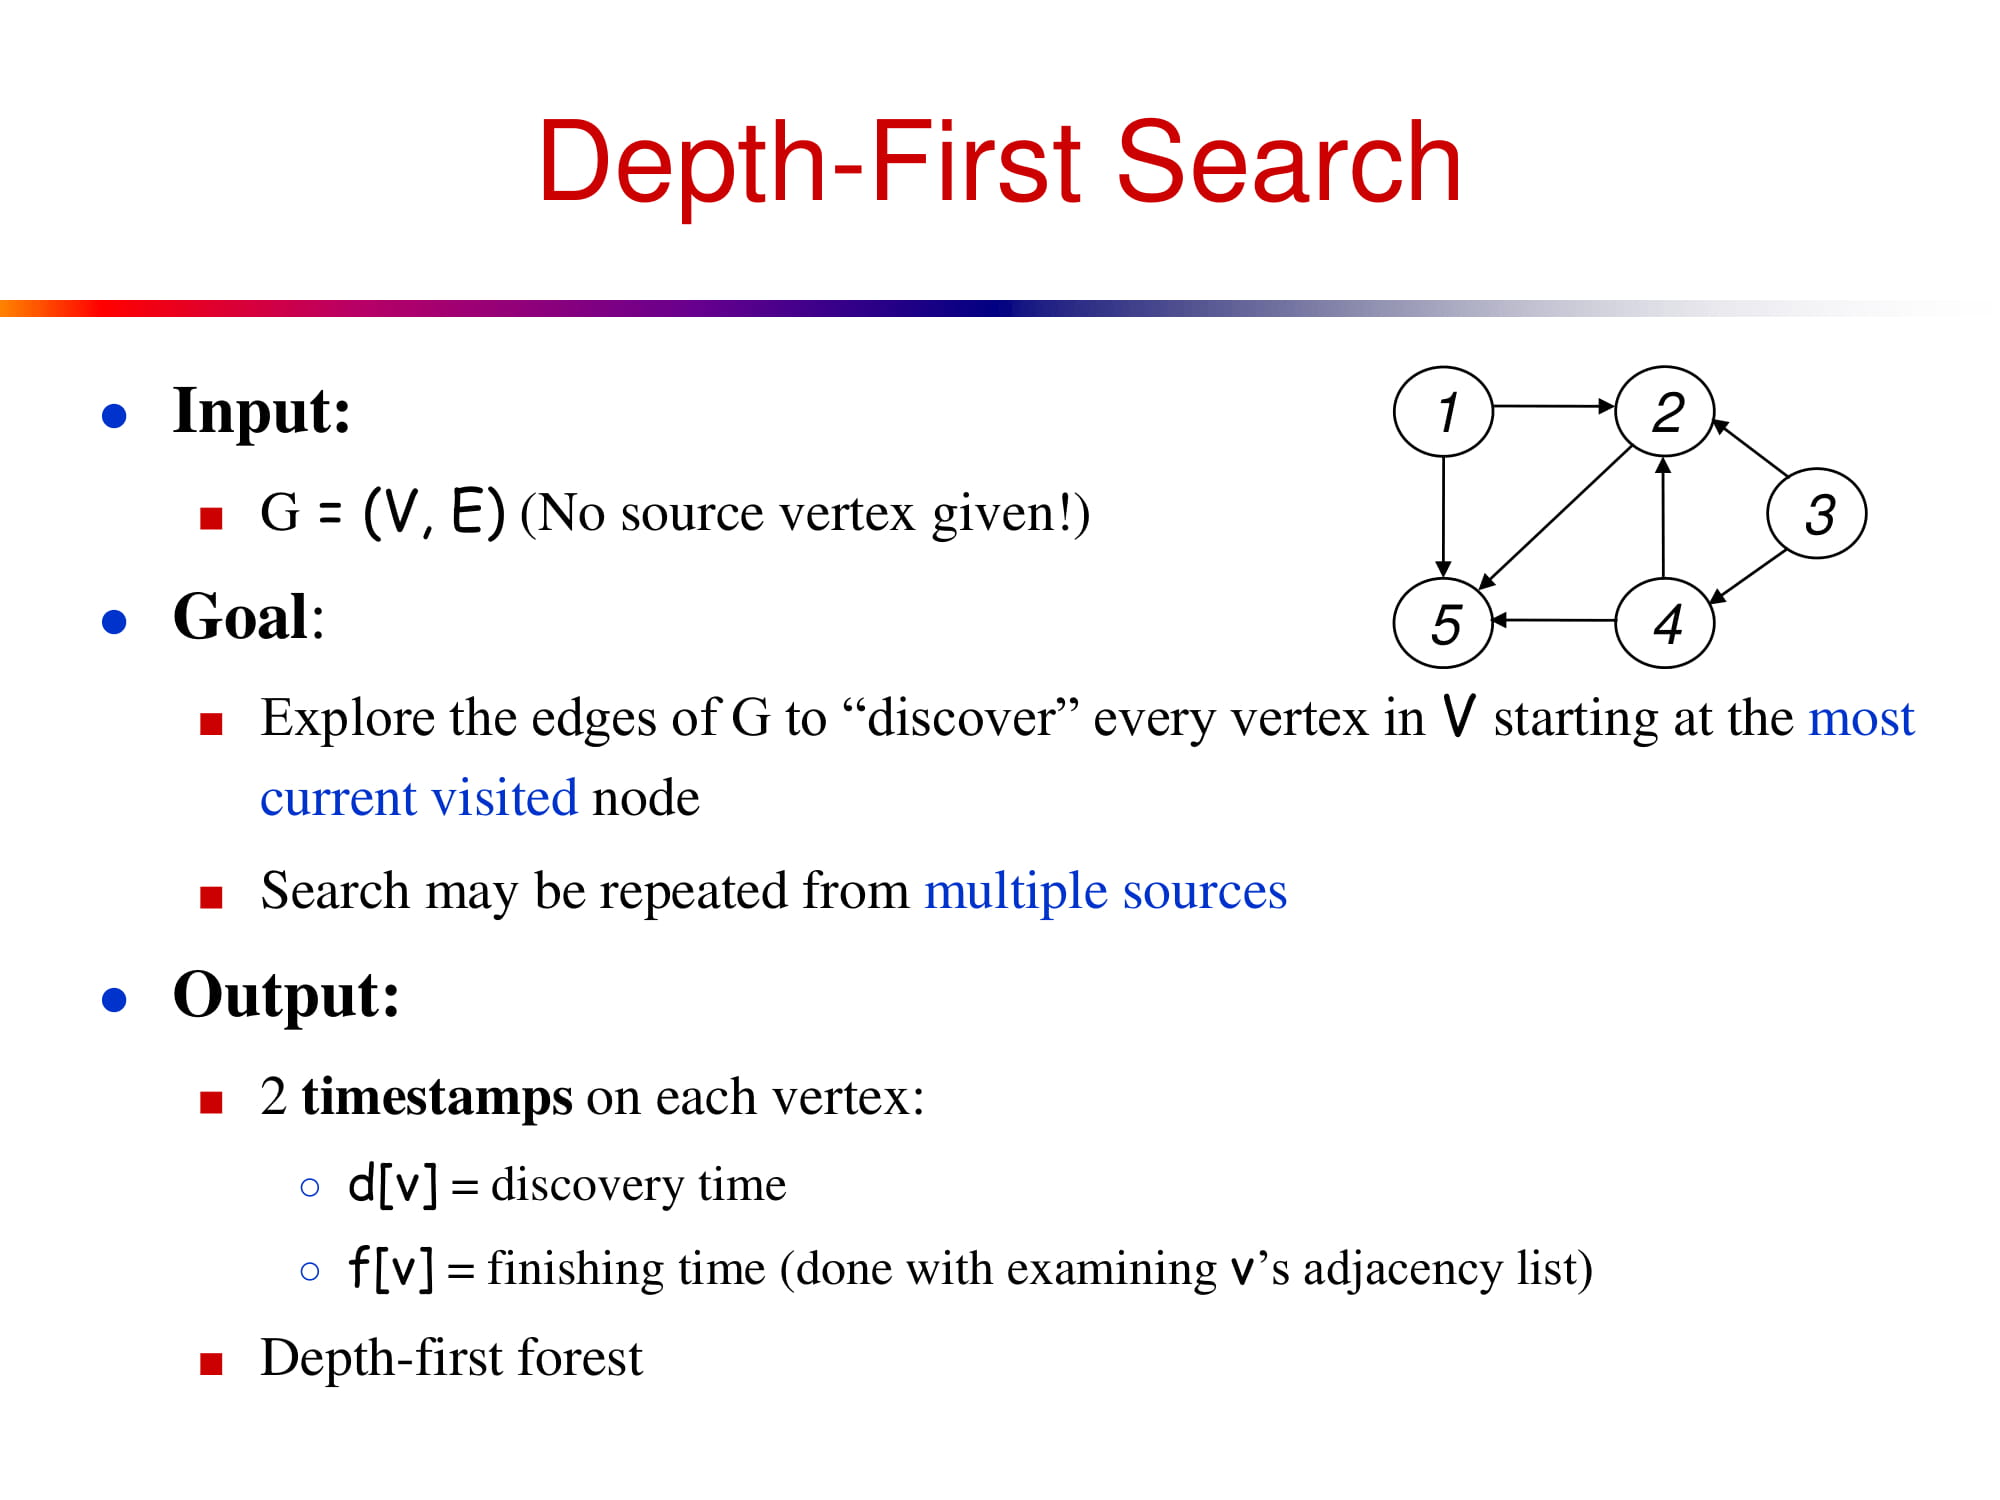 Depth-First Search
Input:
G = (V, E) (No source vertex given!)
1
2
3
5
4
Goal:
Explore the edges of G to “discover” every vertex in V starting at the most
current visited node
Search may be repeated from multiple sources
Output:
2 timestamps on each vertex:
d[v] = discovery time
f[v] = finishing time (done with examining v’s adjacency list)
Depth-first forest